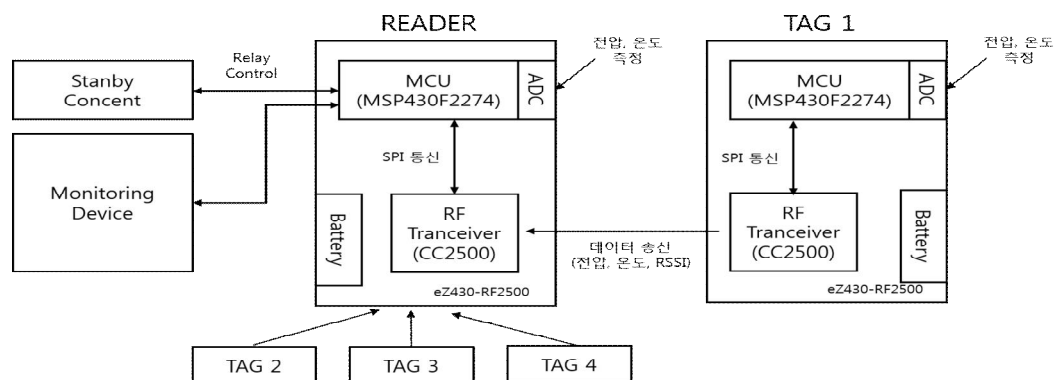 READER
TAG 1
Relay
Control
Stanby
Concent
MCU
(MSP430F2274)
ADC
전압, 온도
측정
MCU
(MSP430F2274)
ADC
전압, 온도
측정
SPI 통신
SPI 통신
Monitoring
Device
Battery
RF
Tranceiver
(CC2500)
데이터 송신
(전압, 온도, RSSI)
RF
Tranceiver
(CC2500)
Battery
eZ430-RF2500
eZ430-RF2500
TAG 2
TAG 3
TAG 4